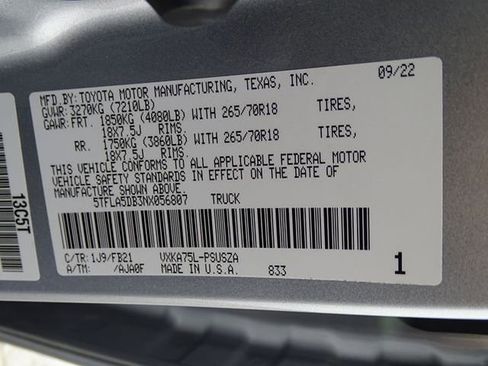 MFD.BY: TOYOTA MOTOR MANUFACTURING, TEXAS, INC. 09/22
GVWR: 3270KG (7210LB)
GAWR: FRT. 1850KG (4080LB) WITH 265/70R18 TIRES,
18X7.5J RIMS
RR. 1750KG (3860LB) WITH 265/70R18 TIRES,
18X7.5J RIMS.
THIS VEHICLE CONFORMS TO ALL APPLICABLE FEDERAL MOTOR
VEHICLE SAFETY STANDARDS IN EFFECT ON THE DATE OF
MANUFACTURE SHOWN ABOVE.
5TFLA5DB3NX056807 TRUCK
C/TR:1J9/FB21 VXKA75L-PSUSZA
A/TM: /AJA0F MADE IN U.S.A. 833 1
13C5T